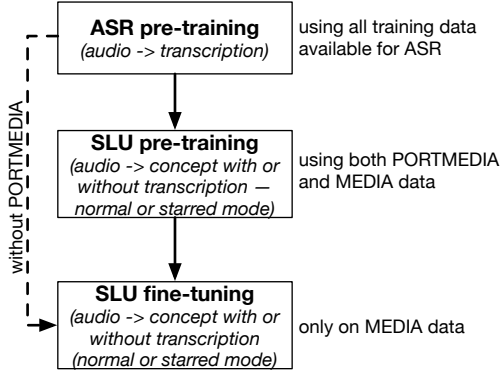 ASR pre-training
(audio -> transcription)
using all training data
available for ASR
without PORTMEDIA
SLU pre-training
(audio -> concept with or
without transcription —
normal or starred mode)
using both PORTMEDIA
and MEDIA data
SLU fine-tuning
(audio -> concept with or
without transcription
(normal or starred mode)
only on MEDIA data